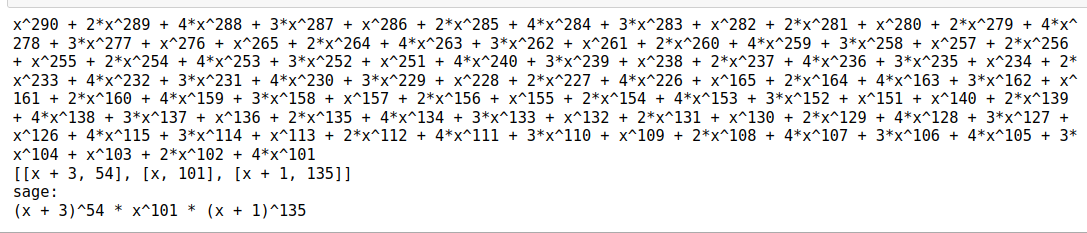 x^290 + 2*x^289 + 4*x^288 + 3*x^287 + x^286 + 2*x^285 + 4*x^284 + 3*x^283 + x^282 + 2*x^281 + x^280 + 2*x^279 + 4*x^
278 + 3*x^277 + x^276 + x^265 + 2*x^264 + 4*x^263 + 3*x^262 + x^261 + 2*x^260 + 4*x^259 + 3*x^258 + x^257 + 2*x^256
+ x^255 + 2*x^254 + 4*x^253 + 3*x^252 + x^251 + 4*x^240 + 3*x^239 + x^238 + 2*x^237 + 4*x^236 + 3*x^235 + x^234 + 2*
x^233 + 4*x^232 + 3*x^231 + 4*x^230 + 3*x^229 + x^228 + 2*x^227 + 4*x^226 + x^165 + 2*x^164 + 4*x^163 + 3*x^162 + x^
161 + 2*x^160 + 4*x^159 + 3*x^158 + x^157 + 2*x^156 + x^155 + 2*x^154 + 4*x^153 + 3*x^152 + x^151 + x^140 + 2*x^139
+ 4*x^138 + 3*x^137 + x^136 + 2*x^135 + 4*x^134 + 3*x^133 + x^132 + 2*x^131 + x^130 + 2*x^129 + 4*x^128 + 3*x^127 +
x^126 + 4*x^115 + 3*x^114 + x^113 + 2*x^112 + 4*x^111 + 3*x^110 + x^109 + 2*x^108 + 4*x^107 + 3*x^106 + 4*x^105 + 3*
x^104 + x^103 + 2*x^102 + 4*x^101
[[x + 3, 54], [x, 101], [x + 1, 135]]
sage:
(x + 3)^54 * x^101 * (x + 1)^135